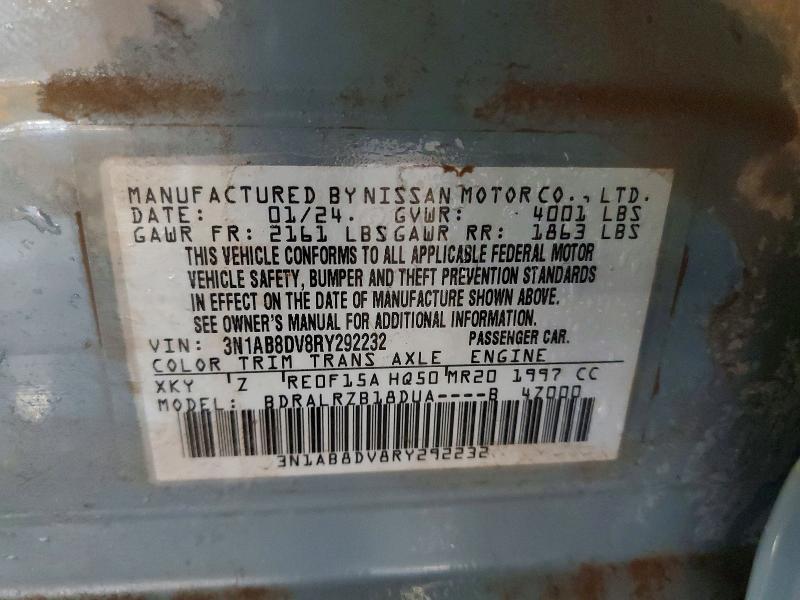 MANUFACTURED BY NISSAN MOTOR CO., LTD.
DATE: 01/24. GVWR: 4001 LBS
GAWR FR: 2161 LBS GAWR RR: 1863 LBS
THIS VEHICLE CONFORMS TO ALL APPLICABLE FEDERAL MOTOR
VEHICLE SAFETY, BUMPER AND THEFT PREVENTION STANDARDS
IN EFFECT ON THE DATE OF MANUFACTURE SHOWN ABOVE.
SEE OWNER'S MANUAL FOR ADDITIONAL INFORMATION.
VIN: 3N1AB8DV8RY292232 PASSENGER CAR.
COLOR TRIM TRANS AXLE ENGINE
XKY Z RE0F15A HQ50 MR20 1997 CC
MODEL: BDRALRZB18DUA----B 47000
3N1AB8DV8RY292232